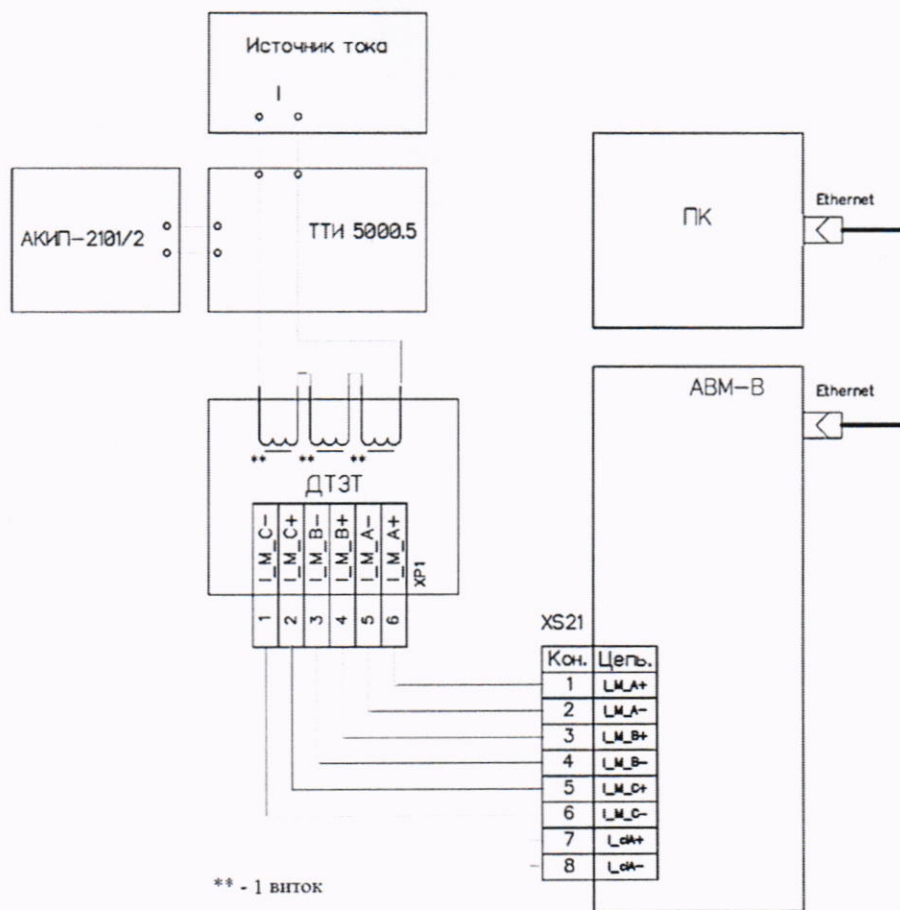 Источник тока
I
АКИП-2101/2
ТТИ 5000.5
ПК
Ethernet
АВМ-В
Ethernet
**
**
**
ДТЗТ
I_M_C-
I_M_C+
I_M_B-
I_M_B+
I_M_A-
I_M_A+
XP1
1
2
3
4
5
6
XS21
Кон. Цепь.
1 I_M_A+
2 I_M_A-
3 I_M_B+
4 I_M_B-
5 I_M_C+
6 I_M_C-
7 I_dA+
8 I_dA-
** - 1 виток